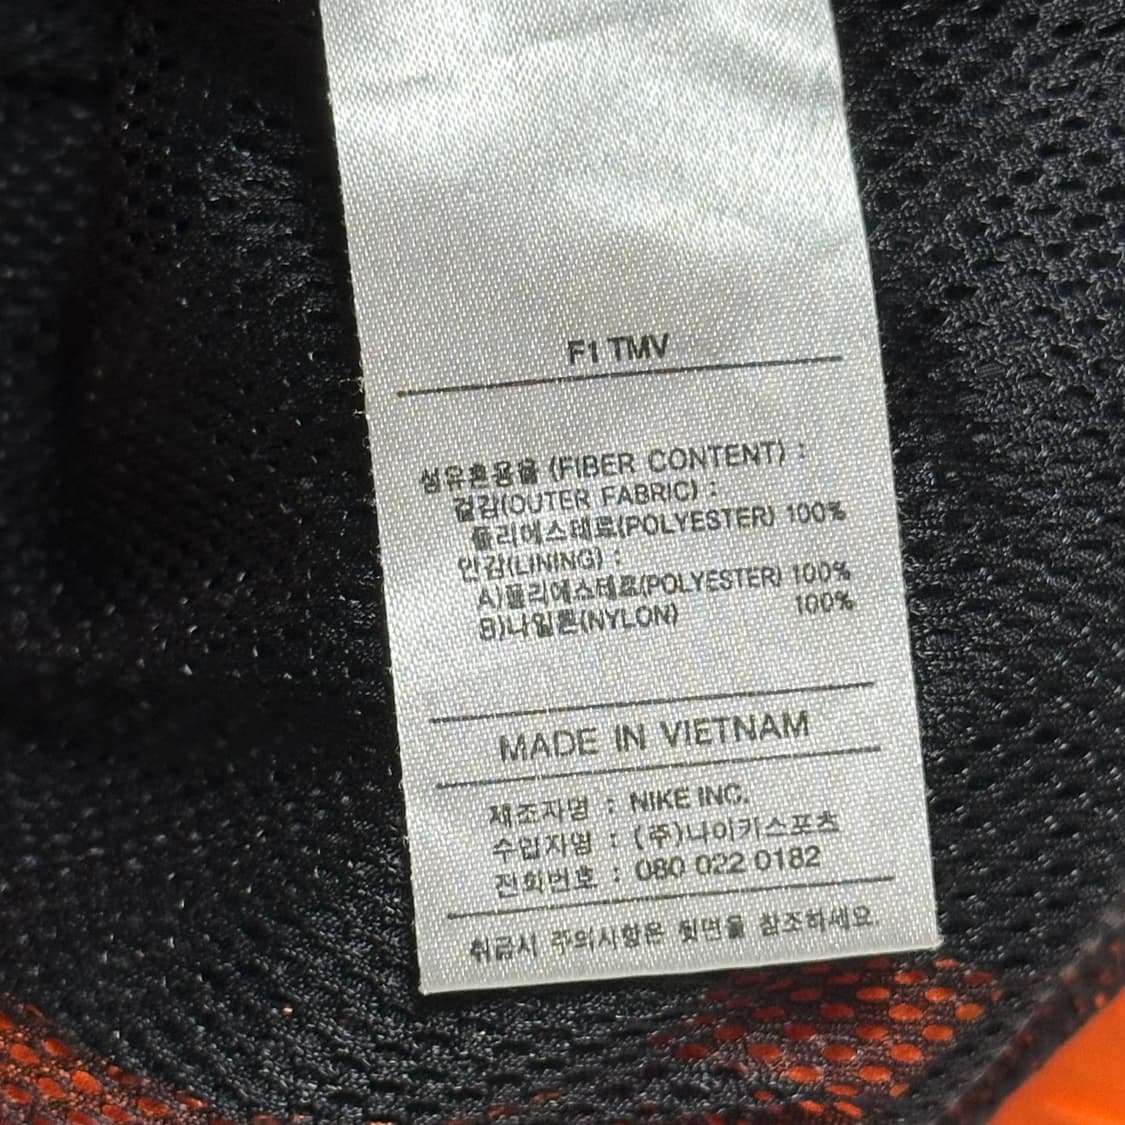 F1 TMV
섬유혼용율 (FIBER CONTENT) :
겉감(OUTER FABRIC) :
폴리에스테르(POLYESTER) 100%
안감(LINING) :
A)폴리에스테르(POLYESTER) 100%
B)나일론(NYLON) 100%
MADE IN VIETNAM
제조자명 : NIKE INC.
수입자명 : (주)나이키스포츠
전화번호 : 080 022 0182
취급시 주의사항은 뒷면을 참조하세요.